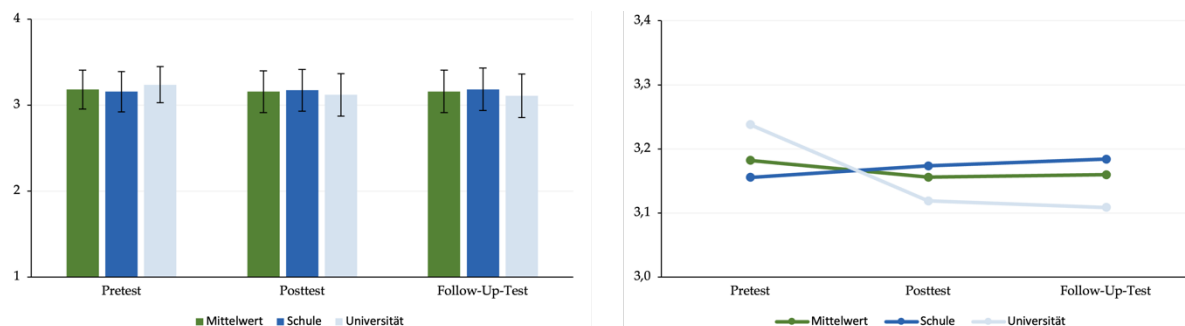 4
3
2
1
Pretest
Posttest
Follow-Up-Test
Mittelwert Schule Universität
3,4
3,3
3,2
3,1
3,0
Pretest
Posttest
Follow-Up-Test
Mittelwert Schule Universität